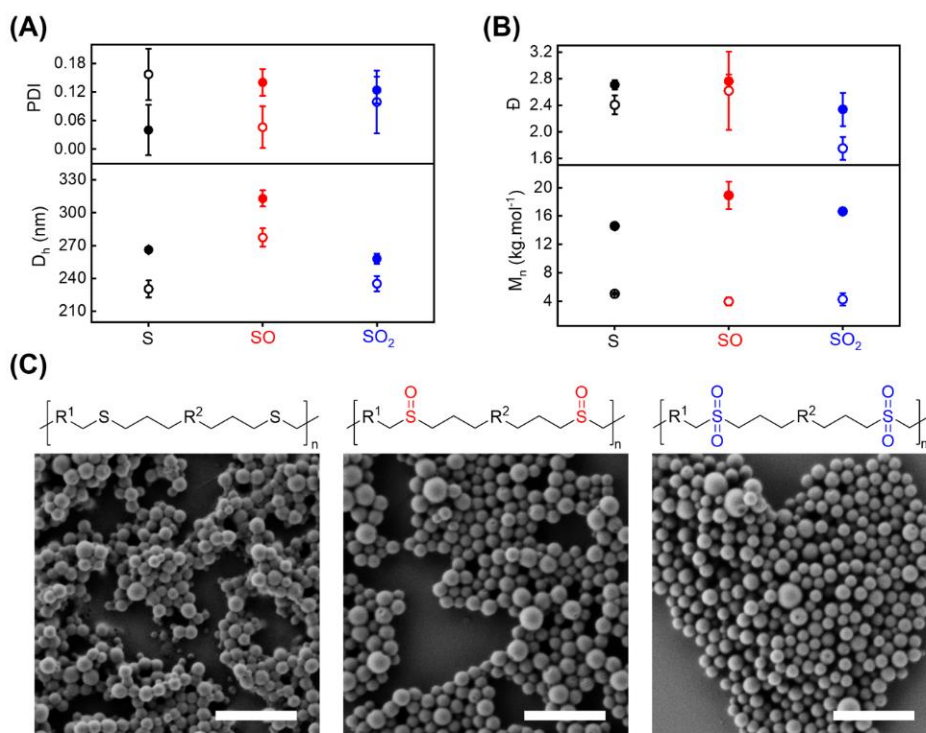 (A)
PDI
0.18
0.12
0.06
0.00
D_h (nm)
330
300
270
240
210
S
SO
SO₂
(B)
Đ
3.2
2.8
2.4
2.0
1.6
M_n (kg.mol⁻¹)
20
16
12
8
4
S
SO
SO₂
(C)
R¹ S R² S n
R¹ S O R² S O n
R¹ S O O R² S O O n